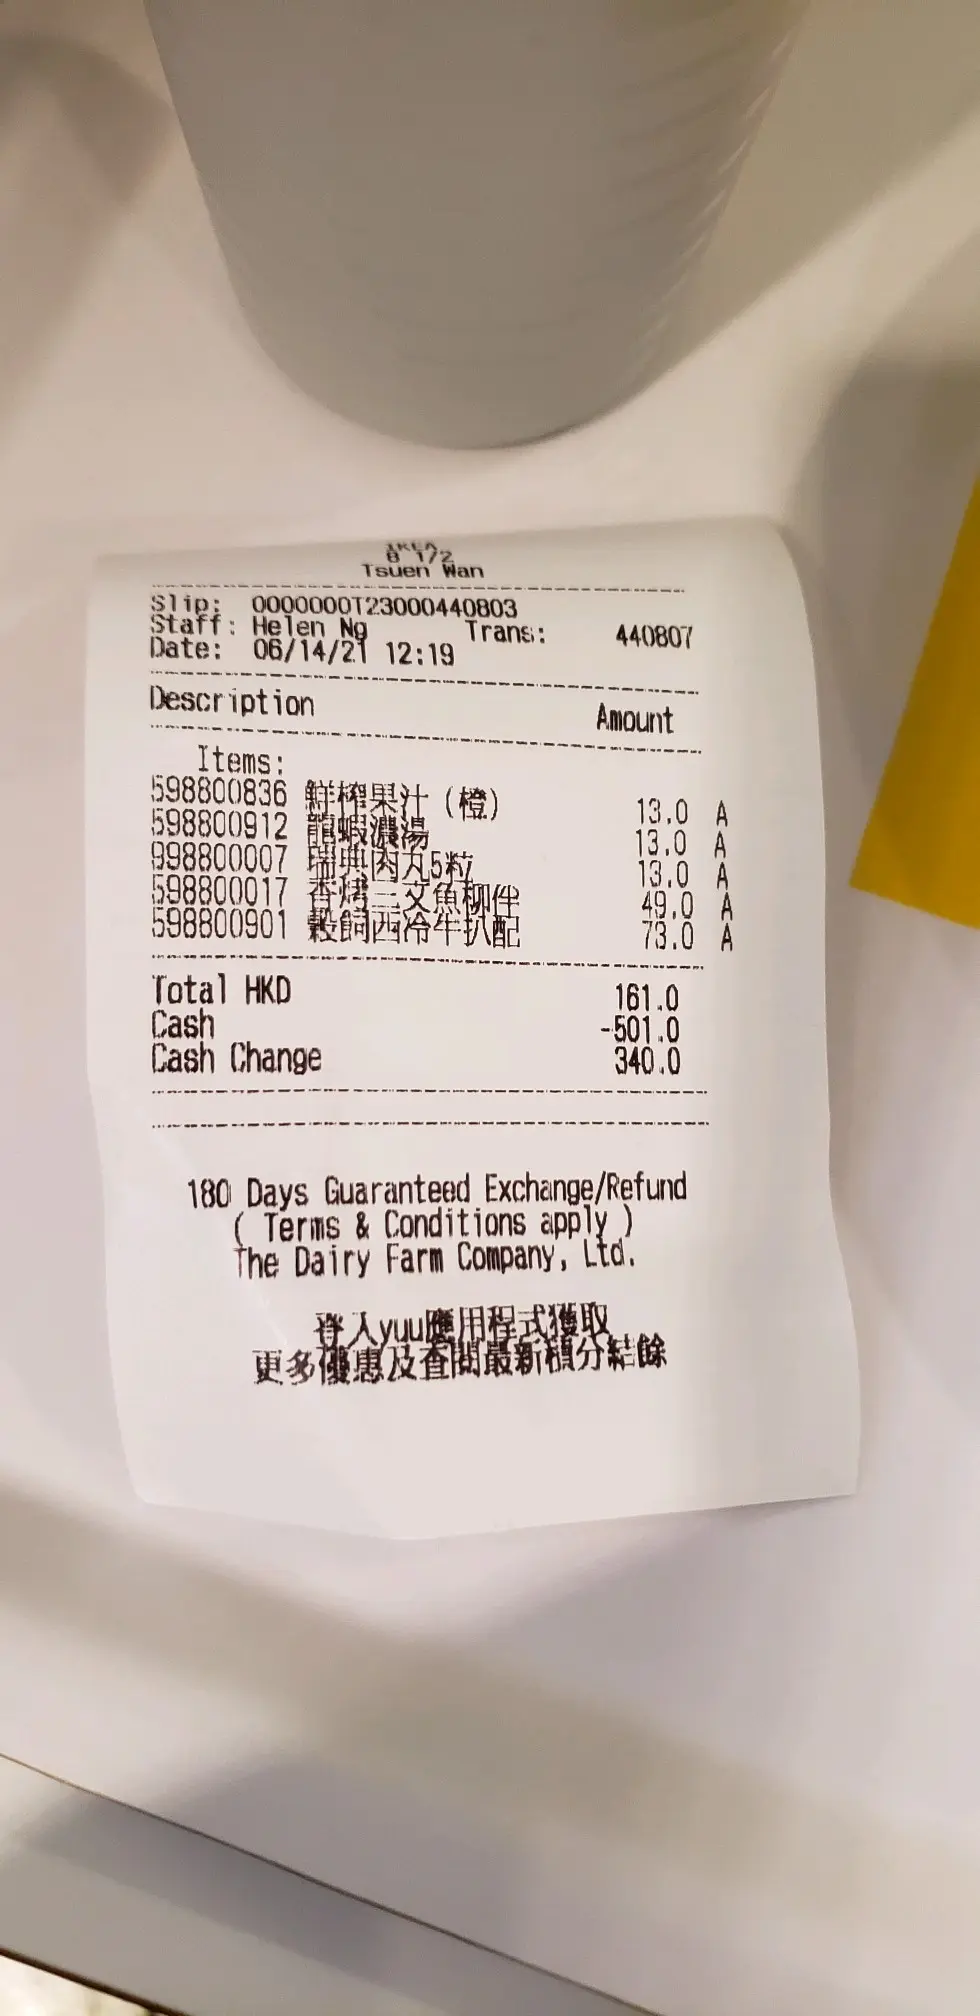 IKEA
8 1/2
Tsuen Wan
Slip: 0000000T23000440803
Staff: Helen Ng Trans: 440807
Date: 06/14/21 12:19
Description Amount
Items:
598800836 鮮榨果汁 (橙) 13.0 A
598800912 龍蝦濃湯 13.0 A
998800007 瑞典肉丸5粒 13.0 A
598800017 香烤三文魚柳伴 49.0 A
598800901 穀飼西冷牛扒配 73.0 A
Total HKD 161.0
Cash -501.0
Cash Change 340.0
180 Days Guaranteed Exchange/Refund
( Terms & Conditions apply )
The Dairy Farm Company, Ltd.
登入yuu應用程式獲取
更多優惠及查閱最新積分結餘